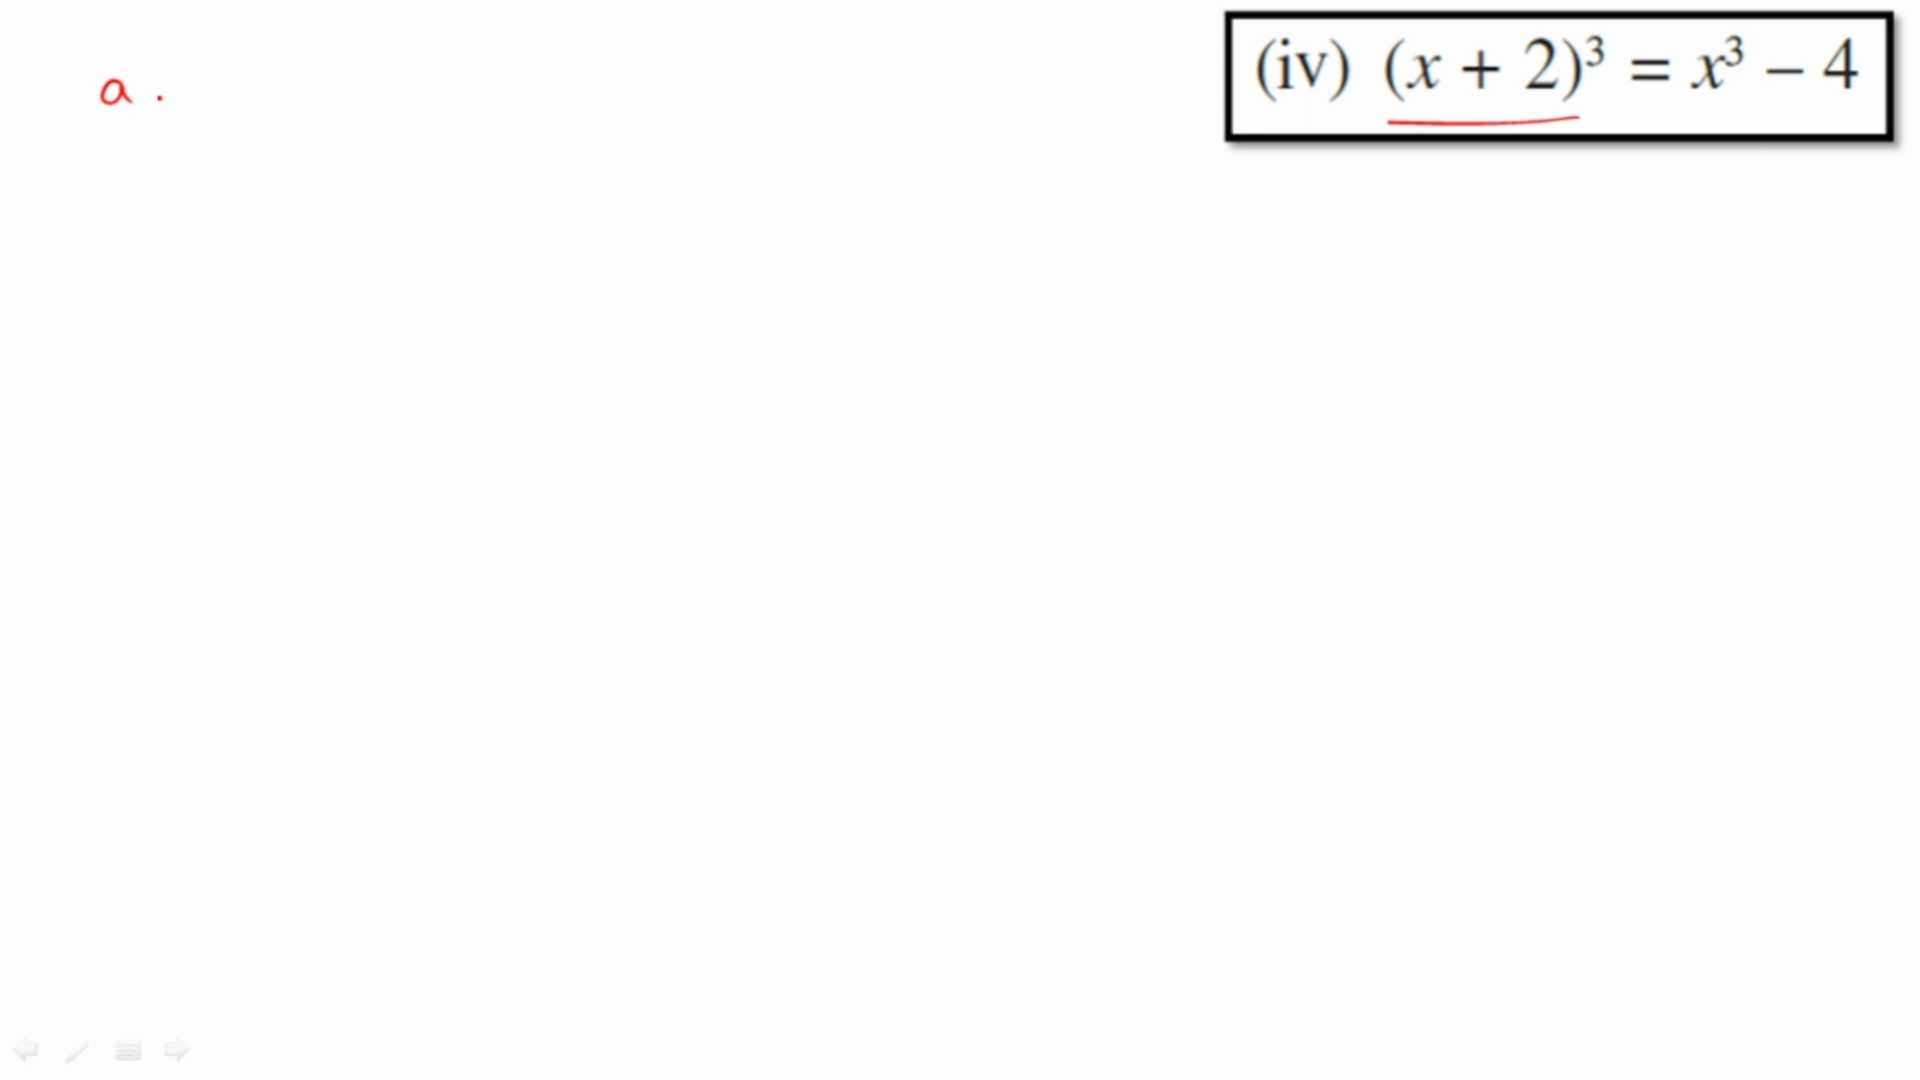 a .
(iv) (x + 2)³ = x³ – 4